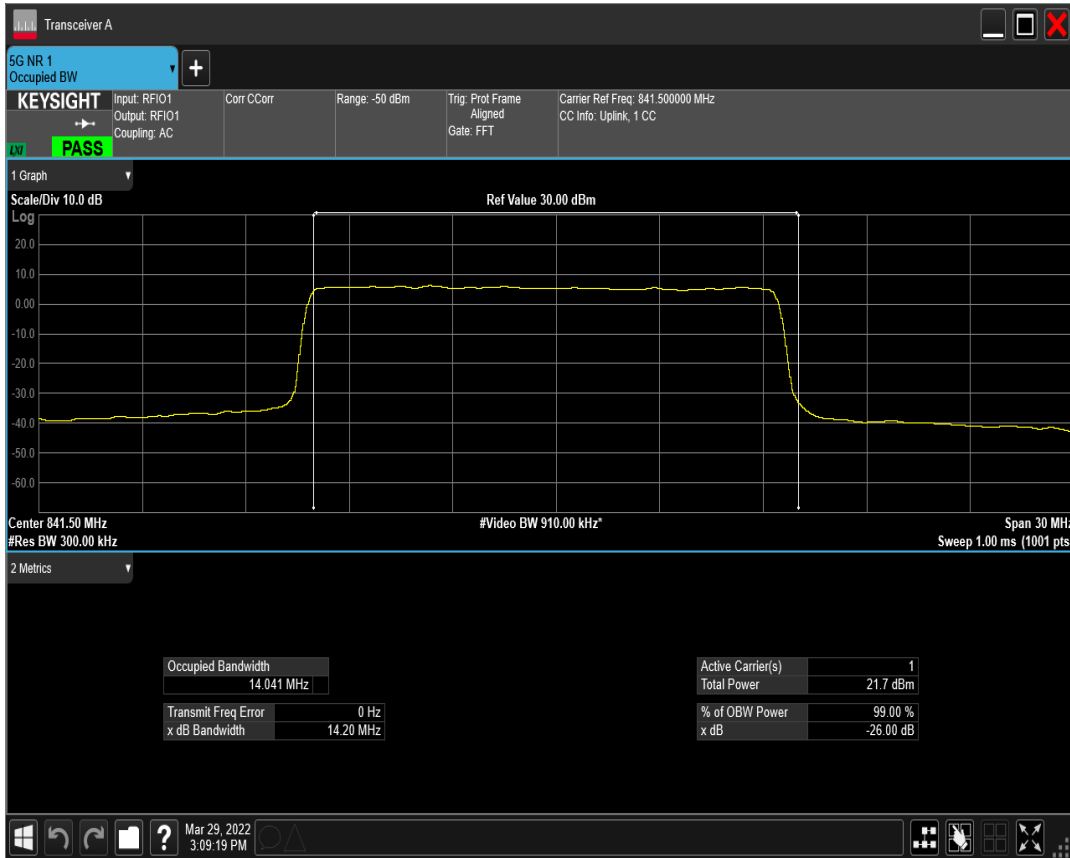 Transceiver A
5G NR 1
Occupied BW
KEYSIGHT
Input: RFIO1
Output: RFIO1
Coupling: AC
Corr CCorr
Range: -50 dBm
Trig: Prot Frame
Aligned
Gate: FFT
Carrier Ref Freq: 841.500000 MHz
CC Info: Uplink, 1 CC
LXI
PASS
1 Graph
Scale/Div 10.0 dB
Ref Value 30.00 dBm
Log
20.0
10.0
0.00
-10.0
-20.0
-30.0
-40.0
-50.0
-60.0
Center 841.50 MHz
#Video BW 910.00 kHz*
Span 30 MHz
#Res BW 300.00 kHz
Sweep 1.00 ms (1001 pts
2 Metrics
Occupied Bandwidth
14.041 MHz
Transmit Freq Error 0 Hz
x dB Bandwidth 14.20 MHz
Active Carrier(s) 1
Total Power 21.7 dBm
% of OBW Power 99.00 %
x dB -26.00 dB
Mar 29, 2022
3:09:19 PM